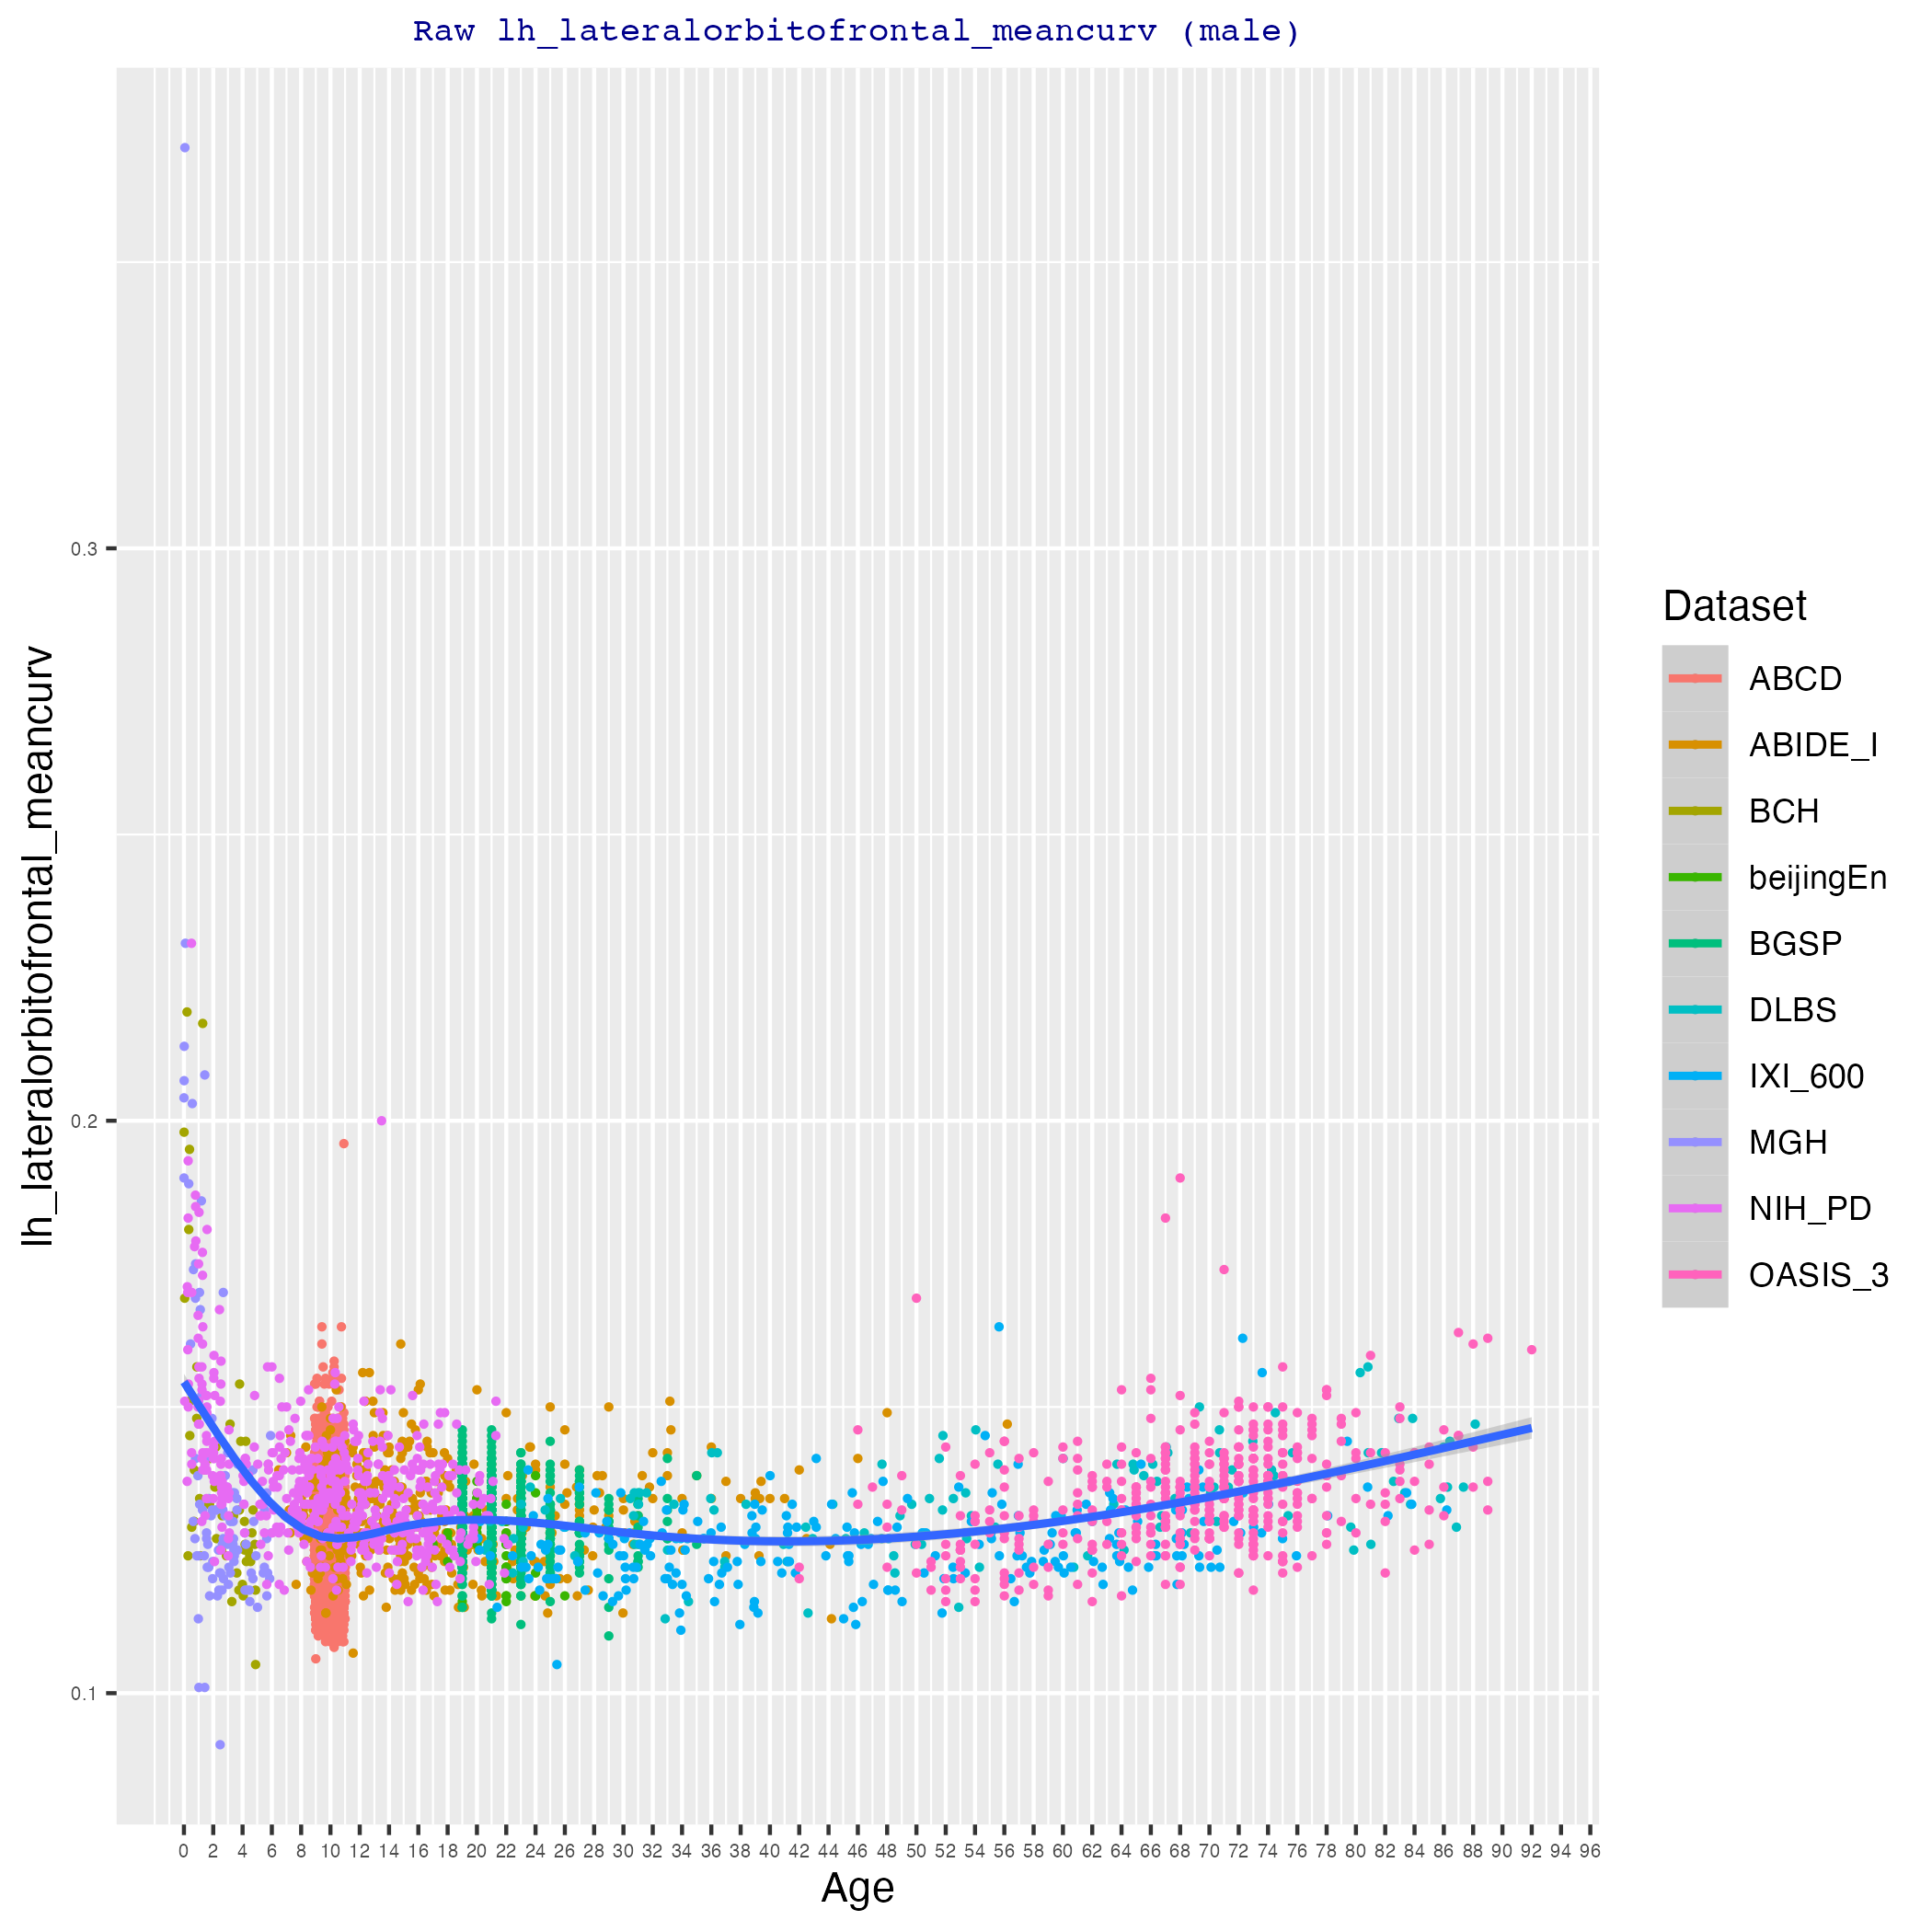 Raw lh_lateralorbitofrontal_meancurv (male)
lh_lateralorbitofrontal_meancurv
0.3
0.2
0.1
0 2 4 6 8 10 12 14 16 18 20 22 24 26 28 30 32 34 36 38 40 42 44 46 48 50 52 54 56 58 60 62 64 66 68 70 72 74 76 78 80 82 84 86 88 90 92 94 96
Age
Dataset
ABCD
ABIDE_I
BCH
beijingEn
BGSP
DLBS
IXI_600
MGH
NIH_PD
OASIS_3